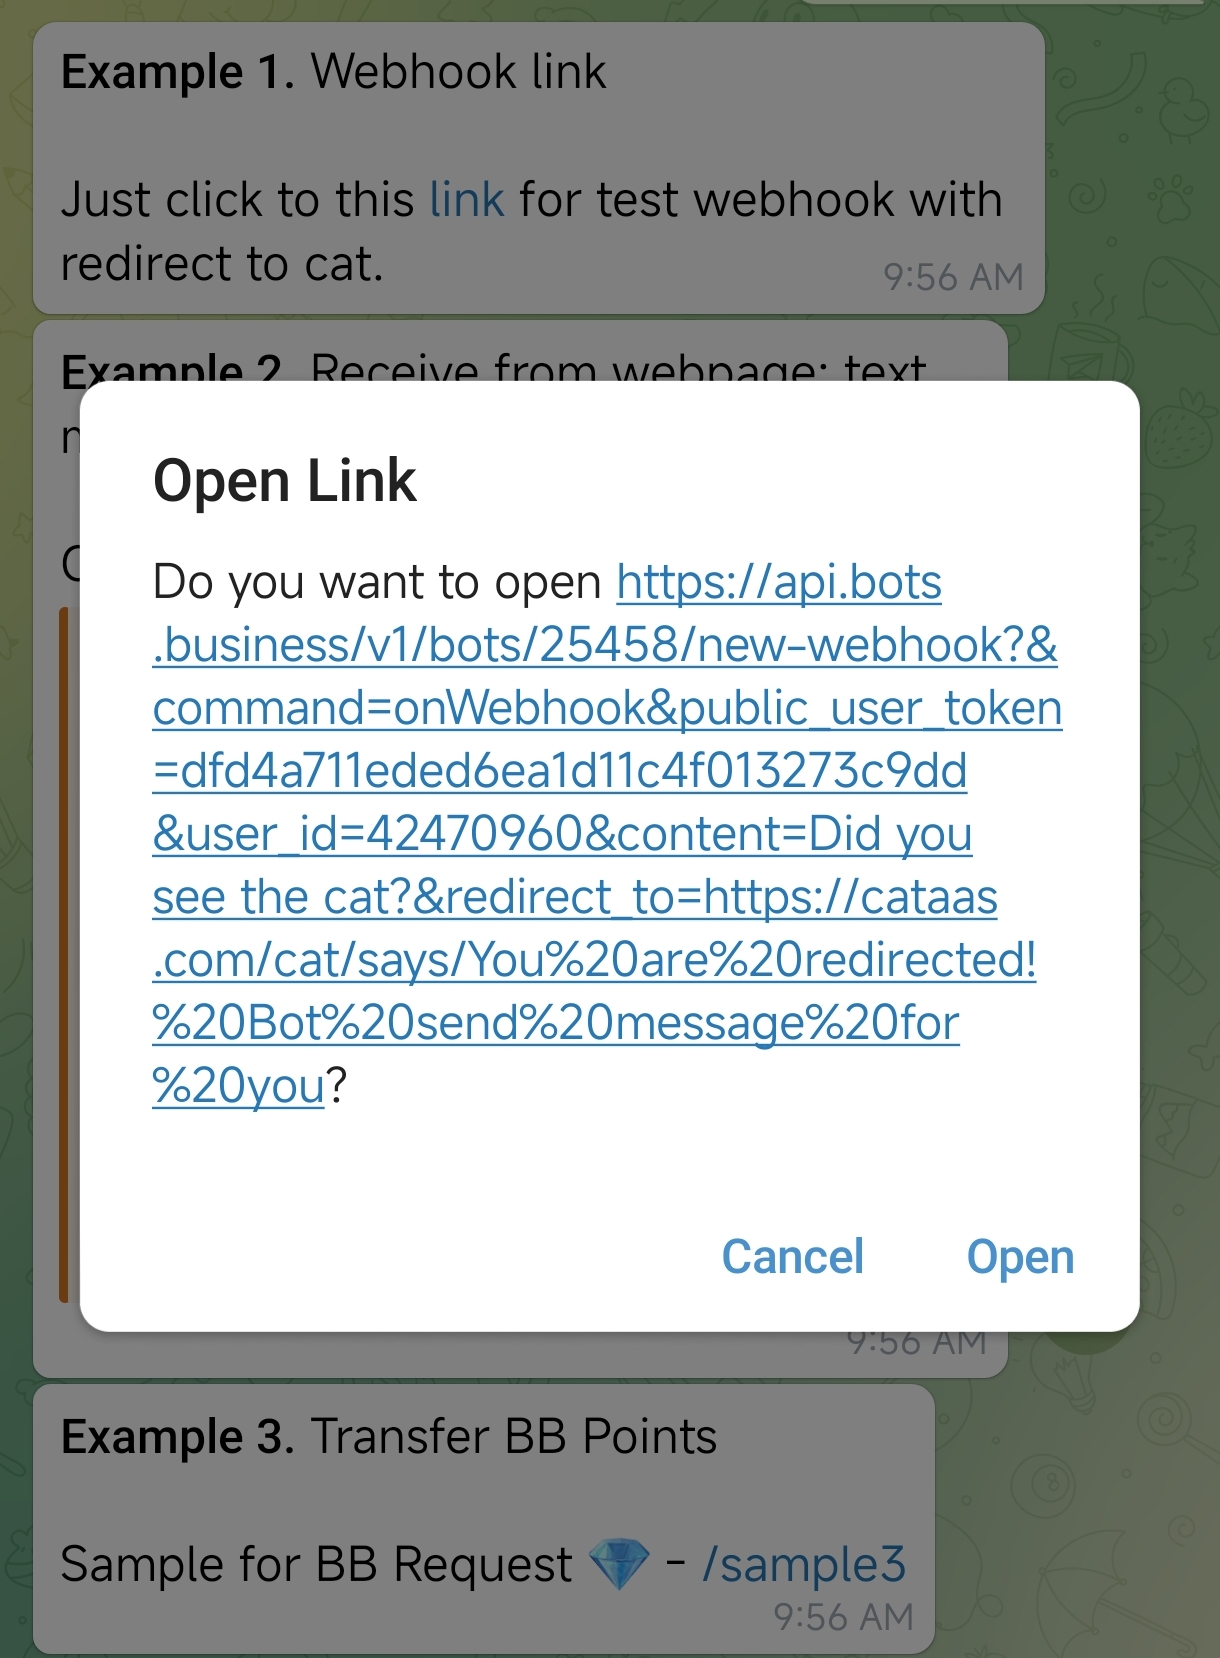 Example 1. Webhook link
Just click to this link for test webhook with
redirect to cat.
9:56 AM
Example 2. Receive from webpage: text
Open Link
Do you want to open https://api.bots
.business/v1/bots/25458/new-webhook?&
command=onWebhook&public_user_token
=dfd4a711eded6ea1d11c4f013273c9dd
&user_id=42470960&content=Did you
see the cat?&redirect_to=https://cataas
.com/cat/says/You%20are%20redirected!
%20Bot%20send%20message%20for
%20you?
Cancel Open
9:56 AM
Example 3. Transfer BB Points
Sample for BB Request 💎 - /sample3
9:56 AM